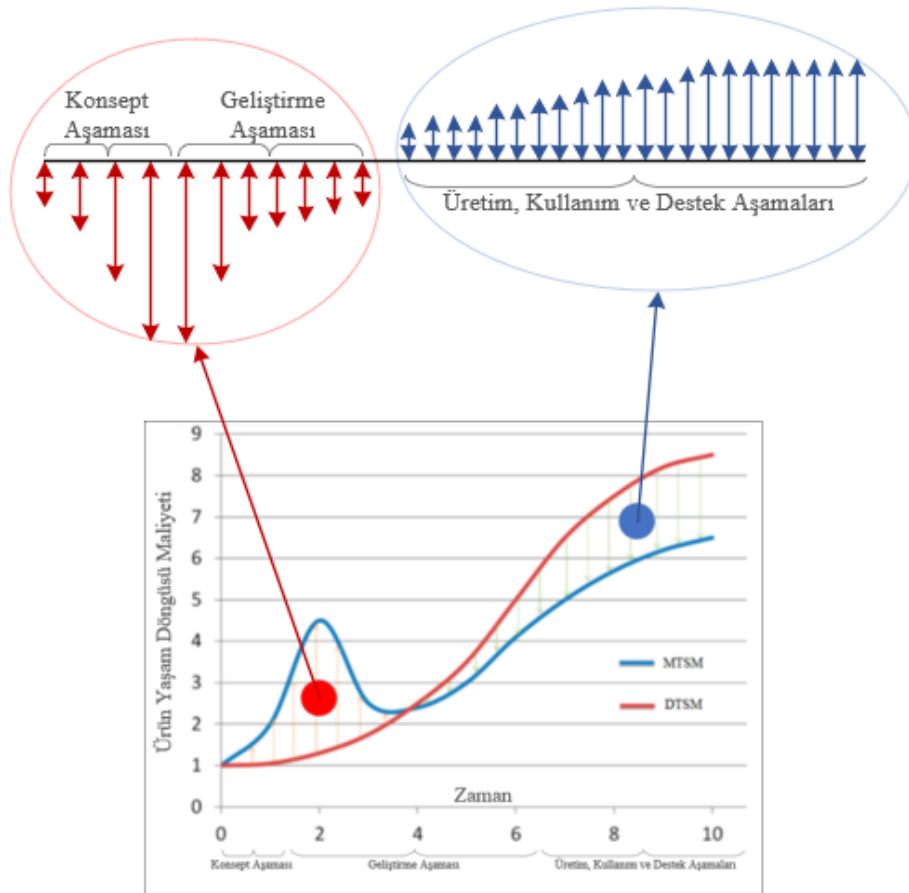 Konsept
Aşaması
Geliştirme
Aşaması
Üretim, Kullanım ve Destek Aşamaları
Ürün Yaşam Döngüsü Maliyeti
9
8
7
6
5
4
3
2
1
0
MTSM
DTSM
Zaman
0 2 4 6 8 10
Konsept Aşaması Geliştirme Aşaması Üretim, Kullanım ve Destek Aşamaları